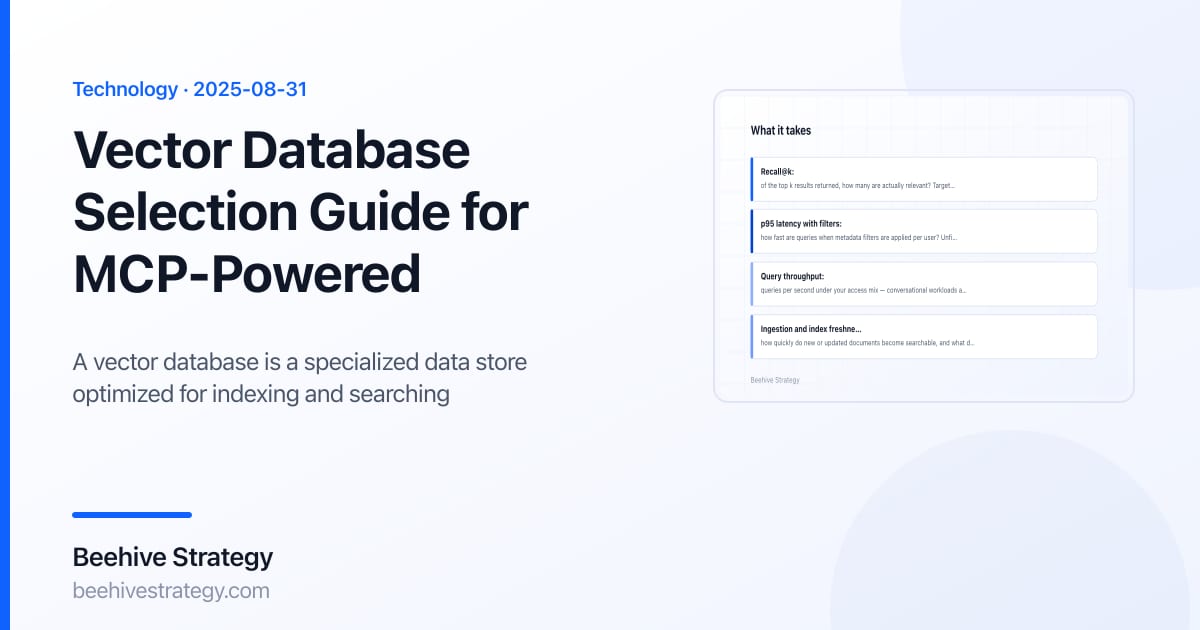 Technology · 2025-08-31
Vector Database
Selection Guide for
MCP-Powered
A vector database is a specialized data store
optimized for indexing and searching
Beehive Strategy
beehivestrategy.com
What it takes
Recall@k:
of the top k results returned, how many are actually relevant? Target...
p95 latency with filters:
how fast are queries when metadata filters are applied per user? Unfi...
Query throughput:
queries per second under your access mix — conversational workloads a...
Ingestion and index freshne...
how quickly do new or updated documents become searchable, and what d...
Beehive Strategy